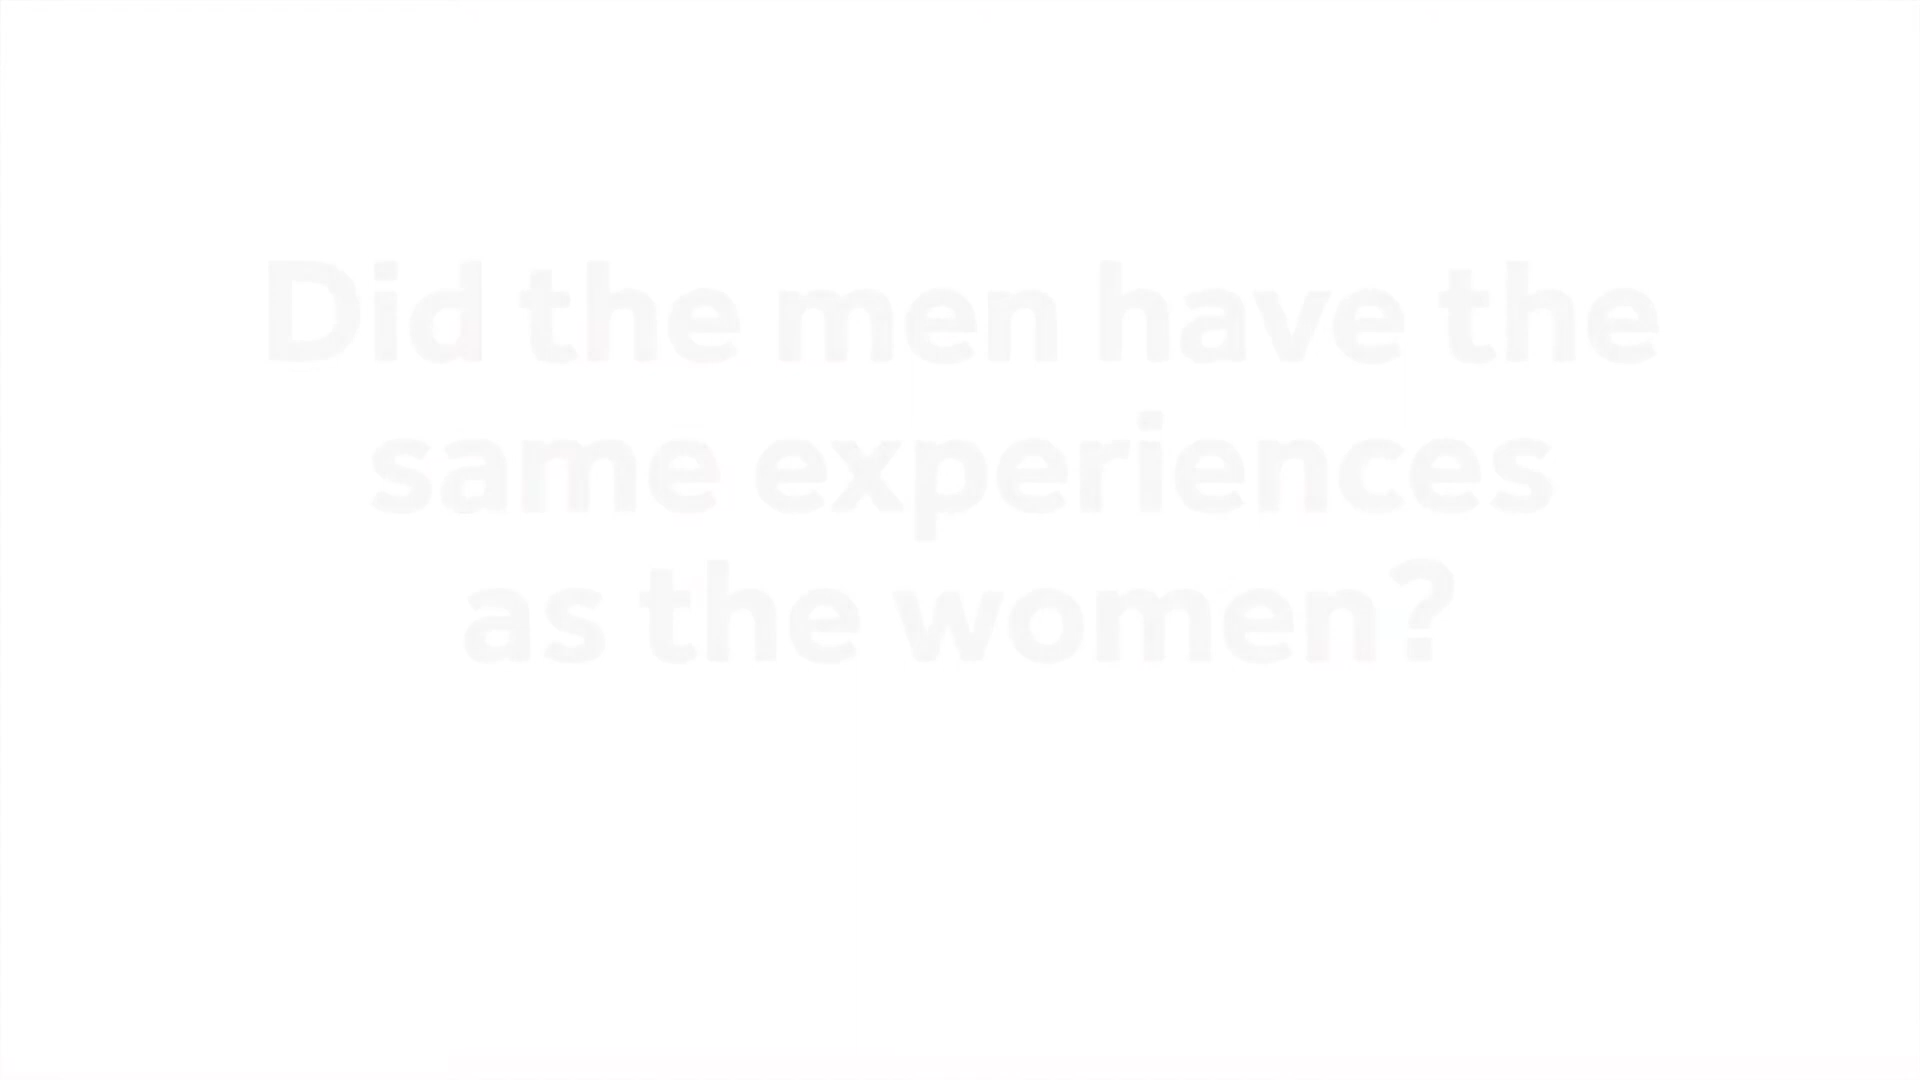 Did the men have the
same experiences
as the women?